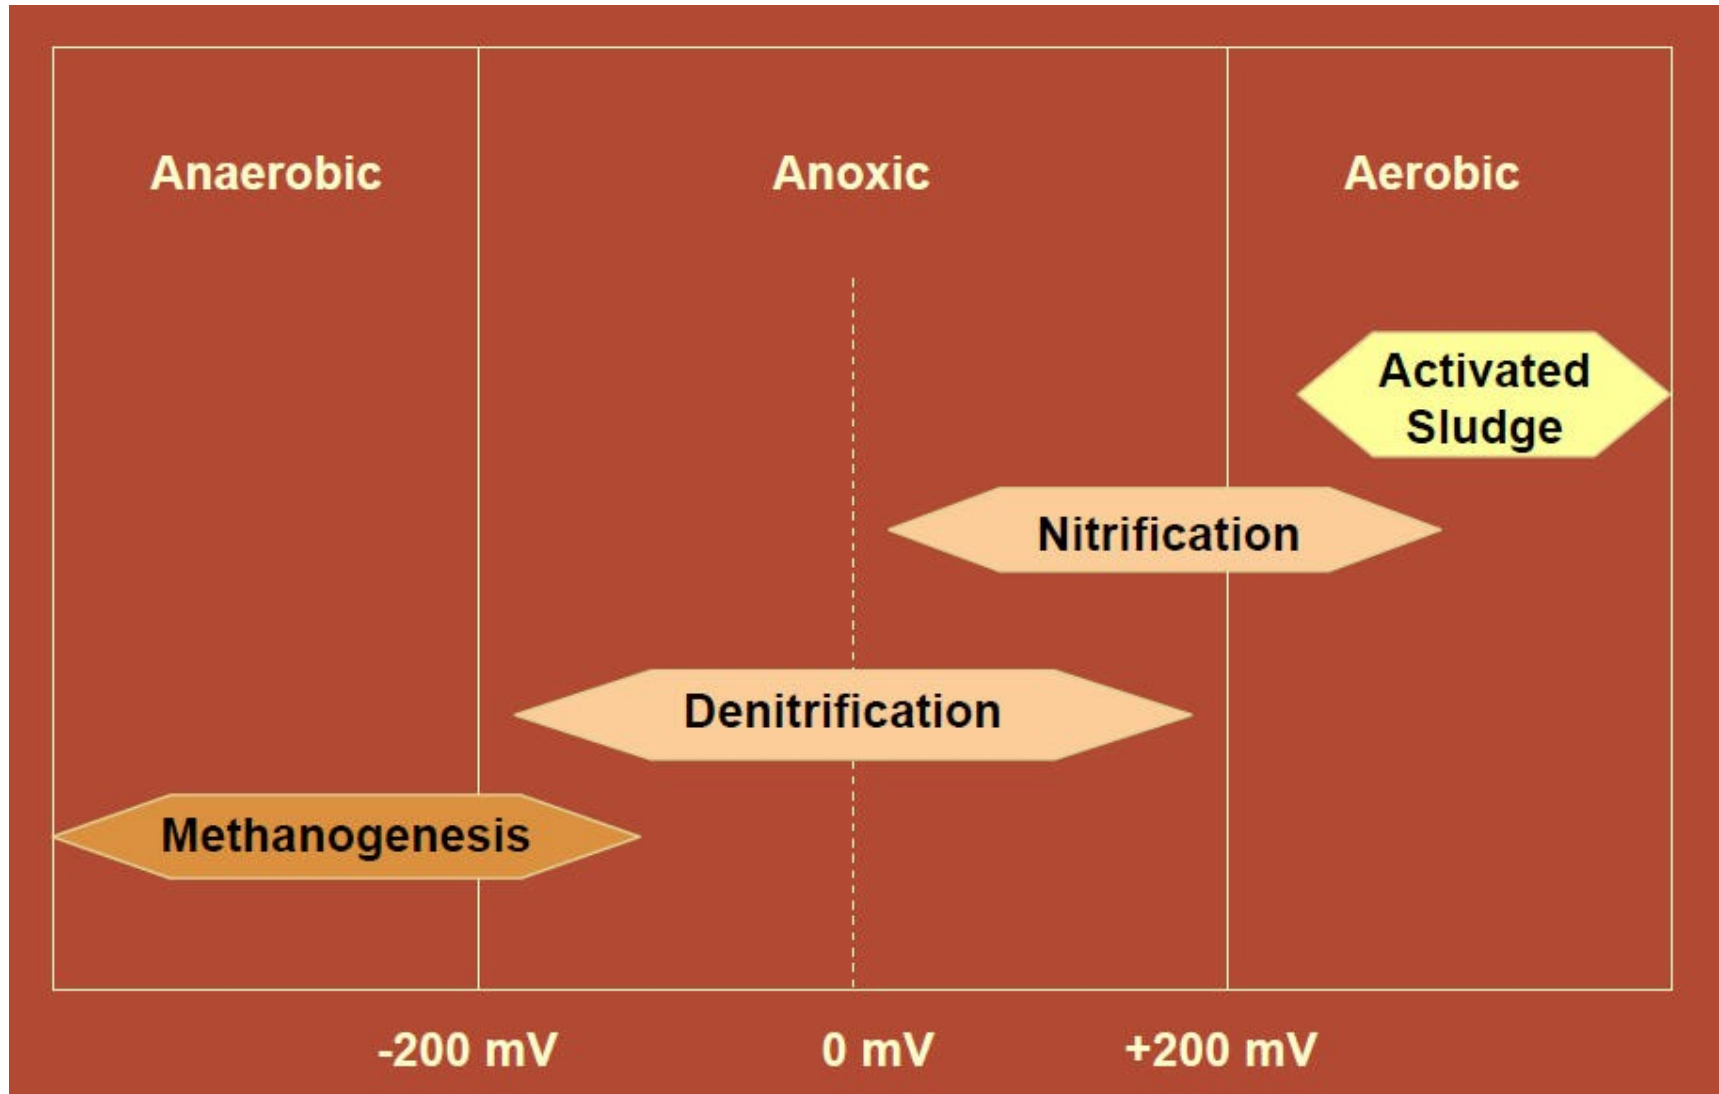 Anaerobic
Anoxic
Aerobic
Activated
Sludge
Nitrification
Denitrification
Methanogenesis
-200 mV
0 mV
+200 mV